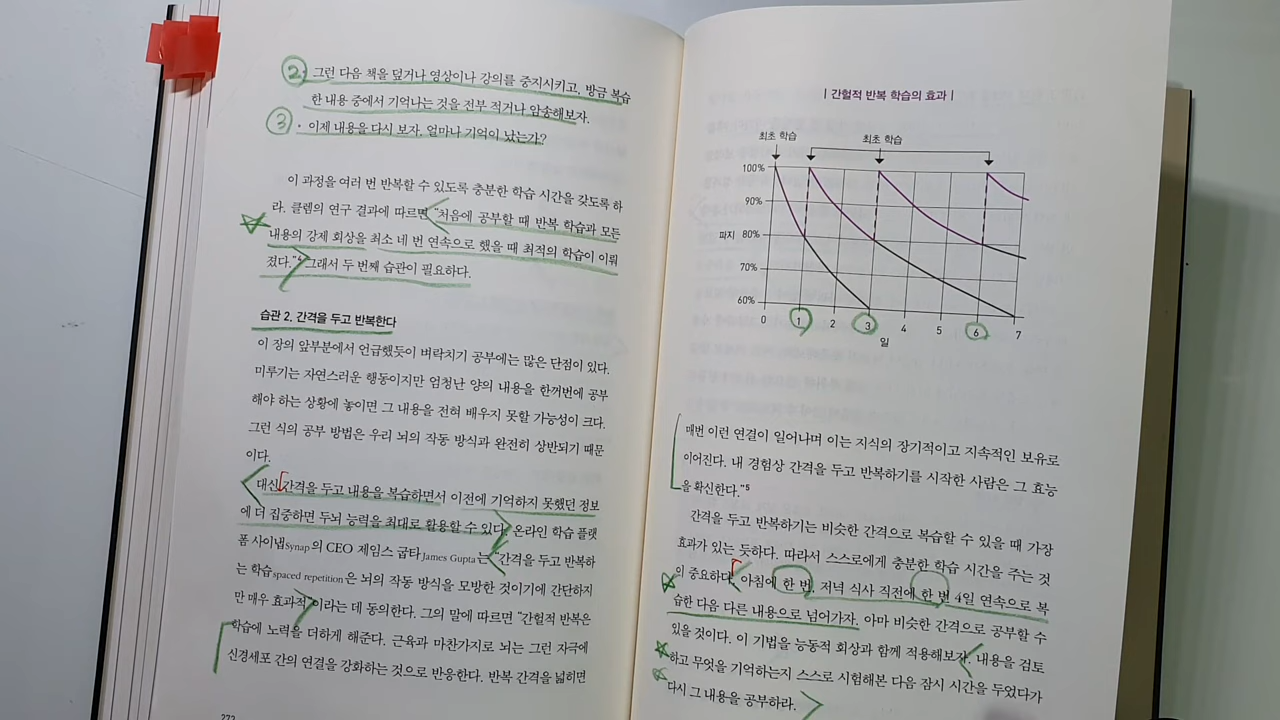 ② 그런 다음 책을 덮거나 영상이나 강의를 중지시키고, 방금 복습
한 내용 중에서 기억나는 것을 전부 적거나 암송해보자.
③ • 이제 내용을 다시 보자. 얼마나 기억이 났는가?
이 과정을 여러 번 반복할 수 있도록 충분한 학습 시간을 갖도록 하
라. 클렘의 연구 결과에 따르면 “처음에 공부할 때 반복 학습과 모든
내용의 강제 회상을 최소 네 번 연속으로 했을 때 최적의 학습이 이뤄
졌다.”4 그래서 두 번째 습관이 필요하다.
습관 2. 간격을 두고 반복한다
이 장의 앞부분에서 언급했듯이 벼락치기 공부에는 많은 단점이 있다.
미루기는 자연스러운 행동이지만 엄청난 양의 내용을 한꺼번에 공부
해야 하는 상황에 놓이면 그 내용을 전혀 배우지 못할 가능성이 크다.
그런 식의 공부 방법은 우리 뇌의 작동 방식과 완전히 상반되기 때문
이다.
대신 간격을 두고 내용을 복습하면서 이전에 기억하지 못했던 정보
에 더 집중하면 두뇌 능력을 최대로 활용할 수 있다. 온라인 학습 플랫
폼 사이냅Synap의 CEO 제임스 굽타James Gupta는 “간격을 두고 반복하
는 학습spaced repetition은 뇌의 작동 방식을 모방한 것이기에 간단하지
만 매우 효과적”이라는 데 동의한다. 그의 말에 따르면 “간헐적 반복은
학습에 노력을 더하게 해준다. 근육과 마찬가지로 뇌는 그런 자극에
신경세포 간의 연결을 강화하는 것으로 반응한다. 반복 간격을 넓히면
| 간헐적 반복 학습의 효과 |
최초 학습 최초 학습
100%
90%
파지 80%
70%
60%
0 1 2 3 4 5 6 7
일
매번 이런 연결이 일어나며 이는 지식의 장기적이고 지속적인 보유로
이어진다. 내 경험상 간격을 두고 반복하기를 시작한 사람은 그 효능
을 확신한다.”5
간격을 두고 반복하기는 비슷한 간격으로 복습할 수 있을 때 가장
효과가 있는 듯하다. 따라서 스스로에게 충분한 학습 시간을 주는 것
이 중요하다. 아침에 한 번, 저녁 식사 직전에 한 번 4일 연속으로 복
습한 다음 다른 내용으로 넘어가자. 아마 비슷한 간격으로 공부할 수
있을 것이다. 이 기법을 능동적 회상과 함께 적용해보자. 내용을 검토
하고 무엇을 기억하는지 스스로 시험해본 다음 잠시 시간을 두었다가
다시 그 내용을 공부하라.